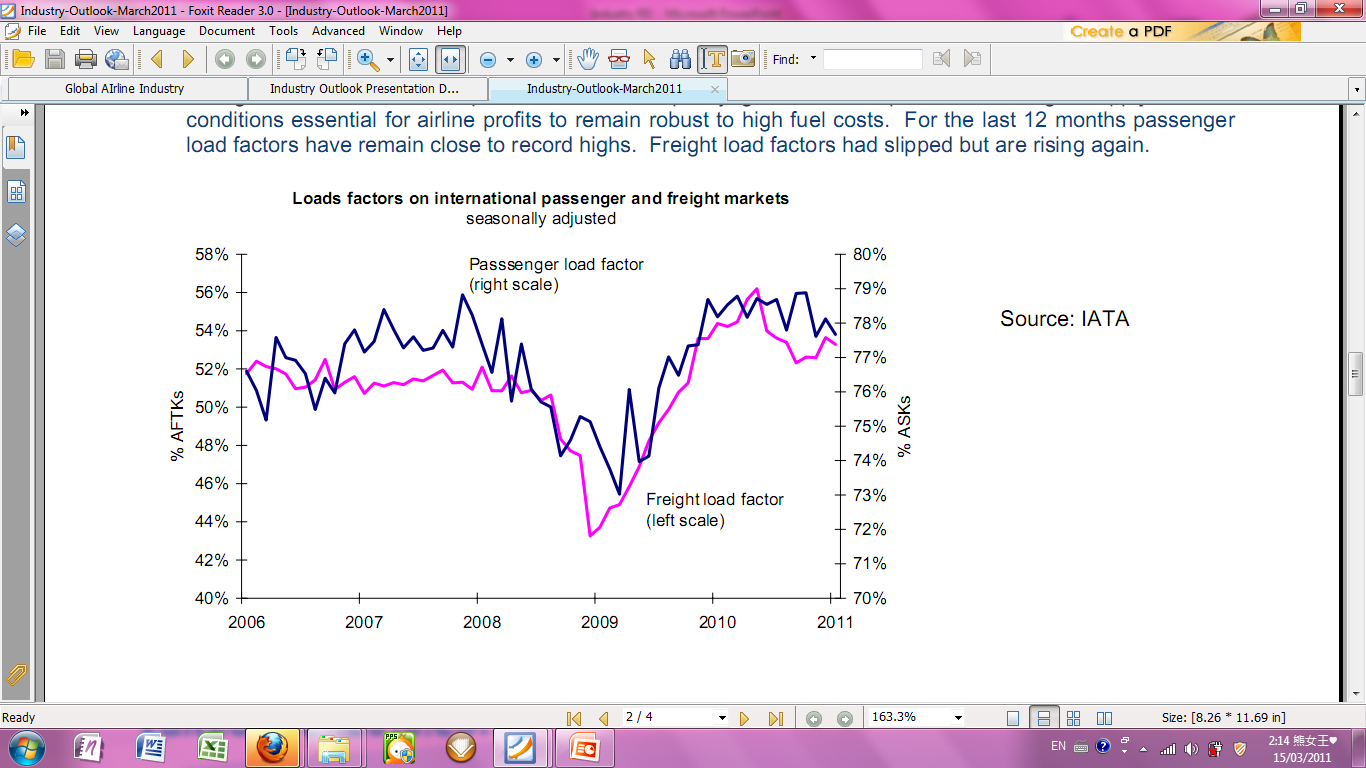 Industry-Outlook-March2011 - Foxit Reader 3.0 - [Industry-Outlook-March2011]
File Edit View Language Document Tools Advanced Window Help
Create a PDF
Find:
Global AIrline Industry
Industry Outlook Presentation D...
Industry-Outlook-March2011
conditions essential for airline profits to remain robust to high fuel costs. For the last 12 months passenger
load factors have remain close to record highs. Freight load factors had slipped but are rising again.
Loads factors on international passenger and freight markets
seasonally adjusted
58%
56%
54%
52%
50%
48%
46%
44%
42%
40%
% AFTKs
Passsenger load factor
(right scale)
Freight load factor
(left scale)
80%
79%
78%
77%
76%
75%
74%
73%
72%
71%
70%
% ASKs
2006 2007 2008 2009 2010 2011
Source: IATA
Ready
2 / 4
163.3%
Size: [8.26 * 11.69 in]
EN
2:14 熊女王♥
15/03/2011